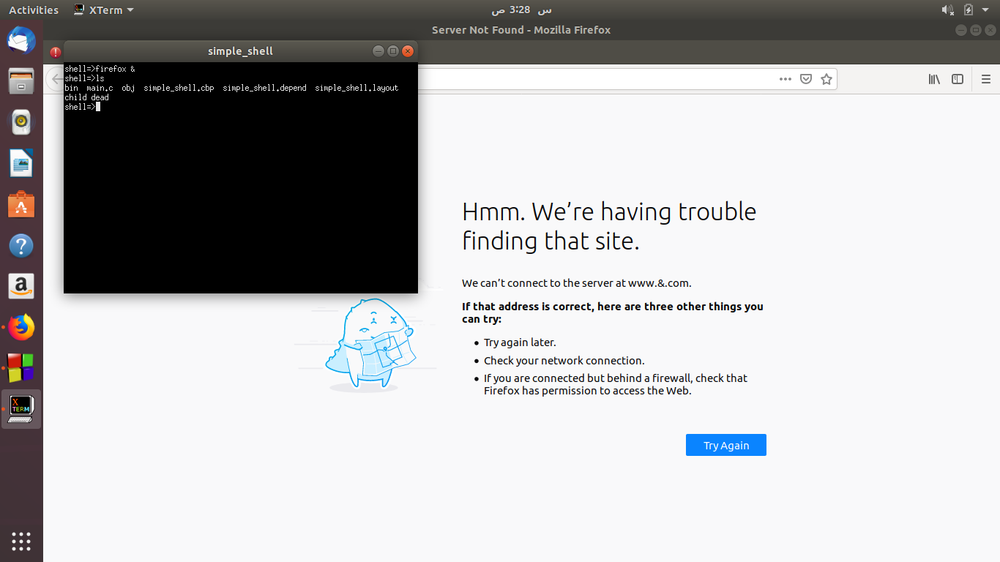 Activities
XTerm
س 3:28 ص
Server Not Found - Mozilla Firefox
simple_shell
shell=>firefox &
shell=>ls
bin main.c obj simple_shell.cbp simple_shell.depend simple_shell.layout
child dead
shell=>
Hmm. We’re having trouble
finding that site.
We can’t connect to the server at www.&.com.
If that address is correct, here are three other things you
can try:
Try again later.
Check your network connection.
If you are connected but behind a firewall, check that
Firefox has permission to access the Web.
Try Again
X
TERM